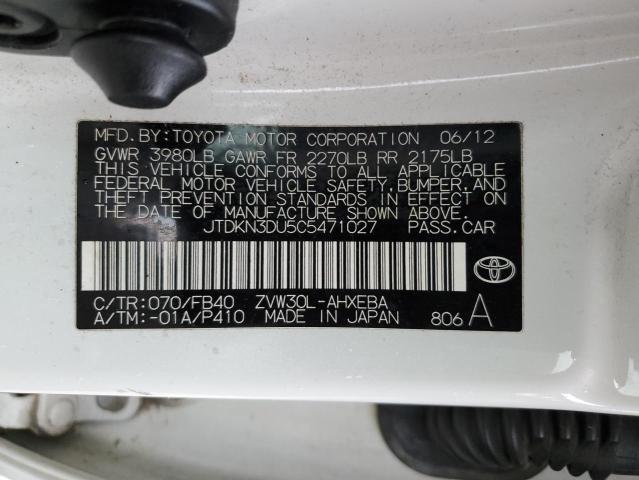 MFD. BY:TOYOTA MOTOR CORPORATION 06/12
GVWR 3980LB GAWR FR 2270LB RR 2175LB
THIS VEHICLE CONFORMS TO ALL APPLICABLE
FEDERAL MOTOR VEHICLE SAFETY,BUMPER,AND
THEFT PREVENTION STANDARDS IN EFFECT ON
THE DATE OF MANUFACTURE SHOWN ABOVE.
JTDKN3DU5C5471027 PASS.CAR
C/TR:070/FB40 ZVW30L-AHXEBA
A/TM:-01A/P410 MADE IN JAPAN 806 A